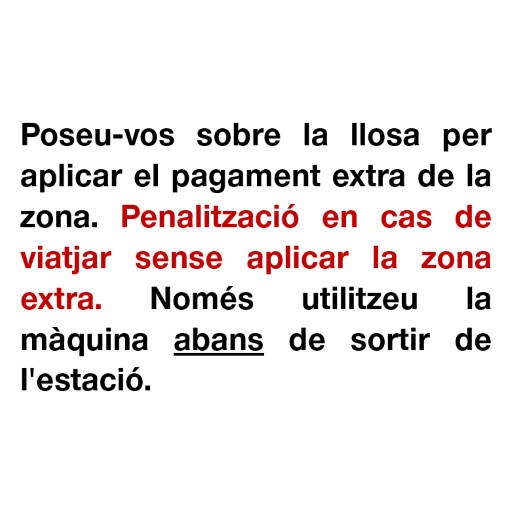 Poseu-vos sobre la llosa per
aplicar el pagament extra de la
zona. Penalització en cas de
viatjar sense aplicar la zona
extra. Només utilitzeu la
màquina abans de sortir de
l'estació.